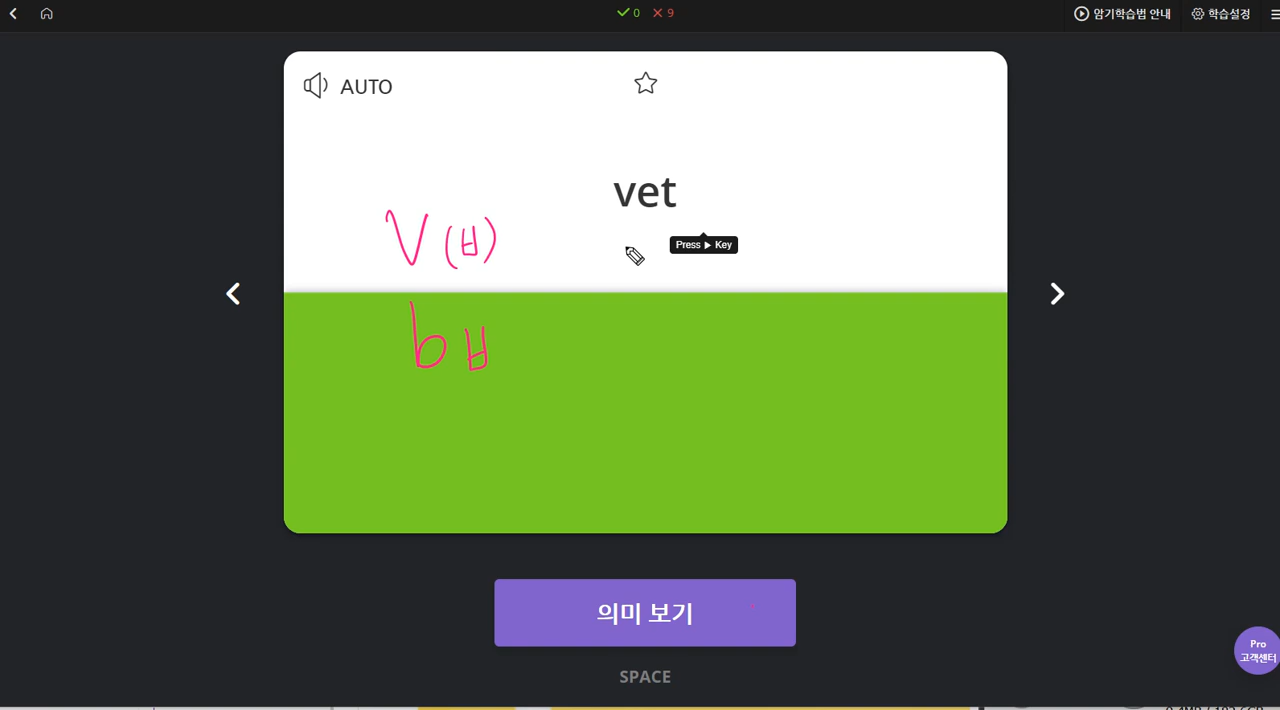 0 9 암기학습법 안내 학습설정
AUTO
vet
Press ▶ Key
V (ㅂ)
b ㅂ
의미 보기
SPACE
Pro
고객센터